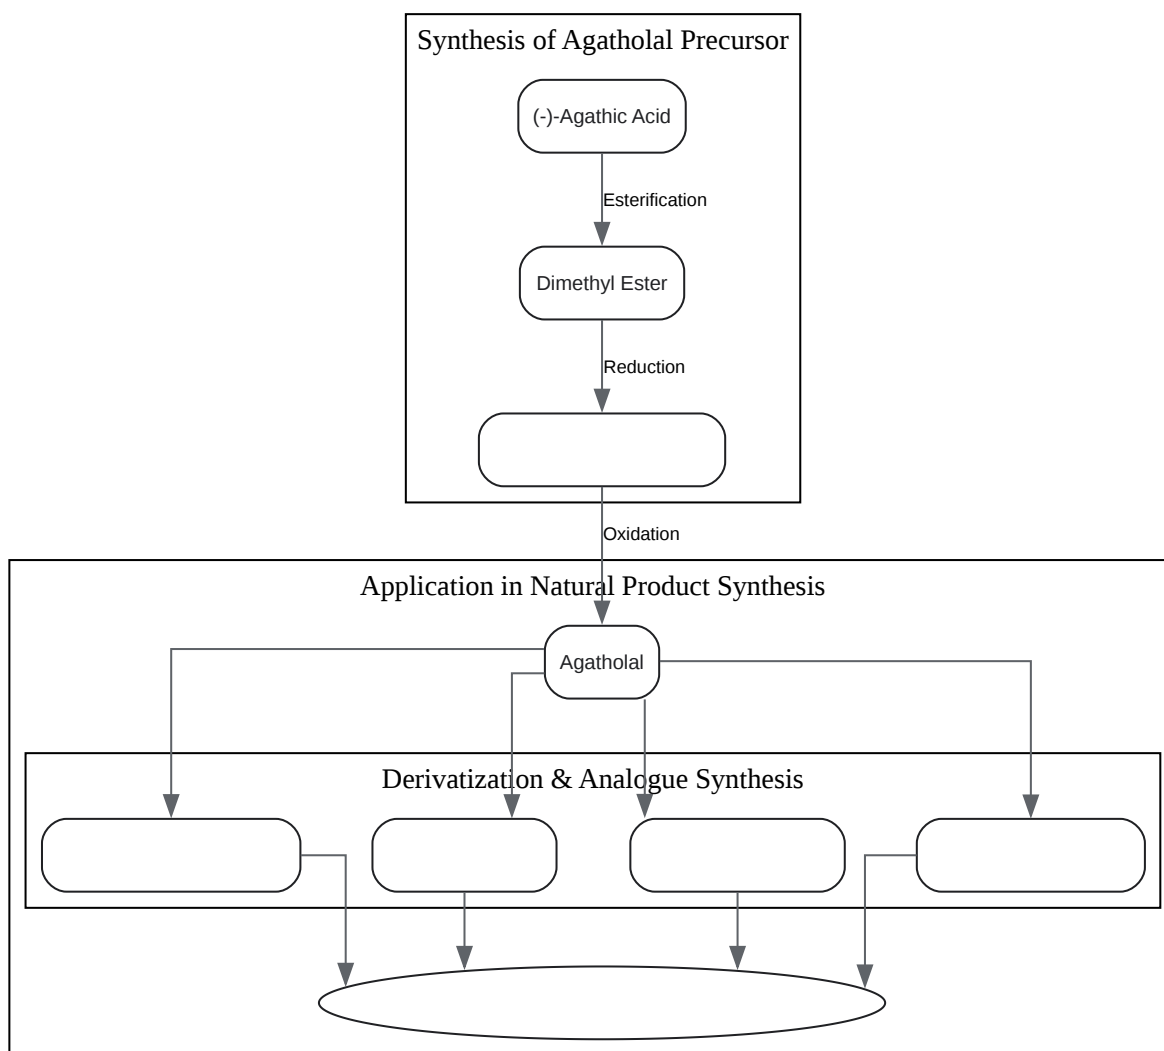 Synthesis of Agatholal Precursor
(-)-Agathic Acid
Esterification
Dimethyl Ester
Reduction
Oxidation
Application in Natural Product Synthesis
Agatholal
Derivatization & Analogue Synthesis